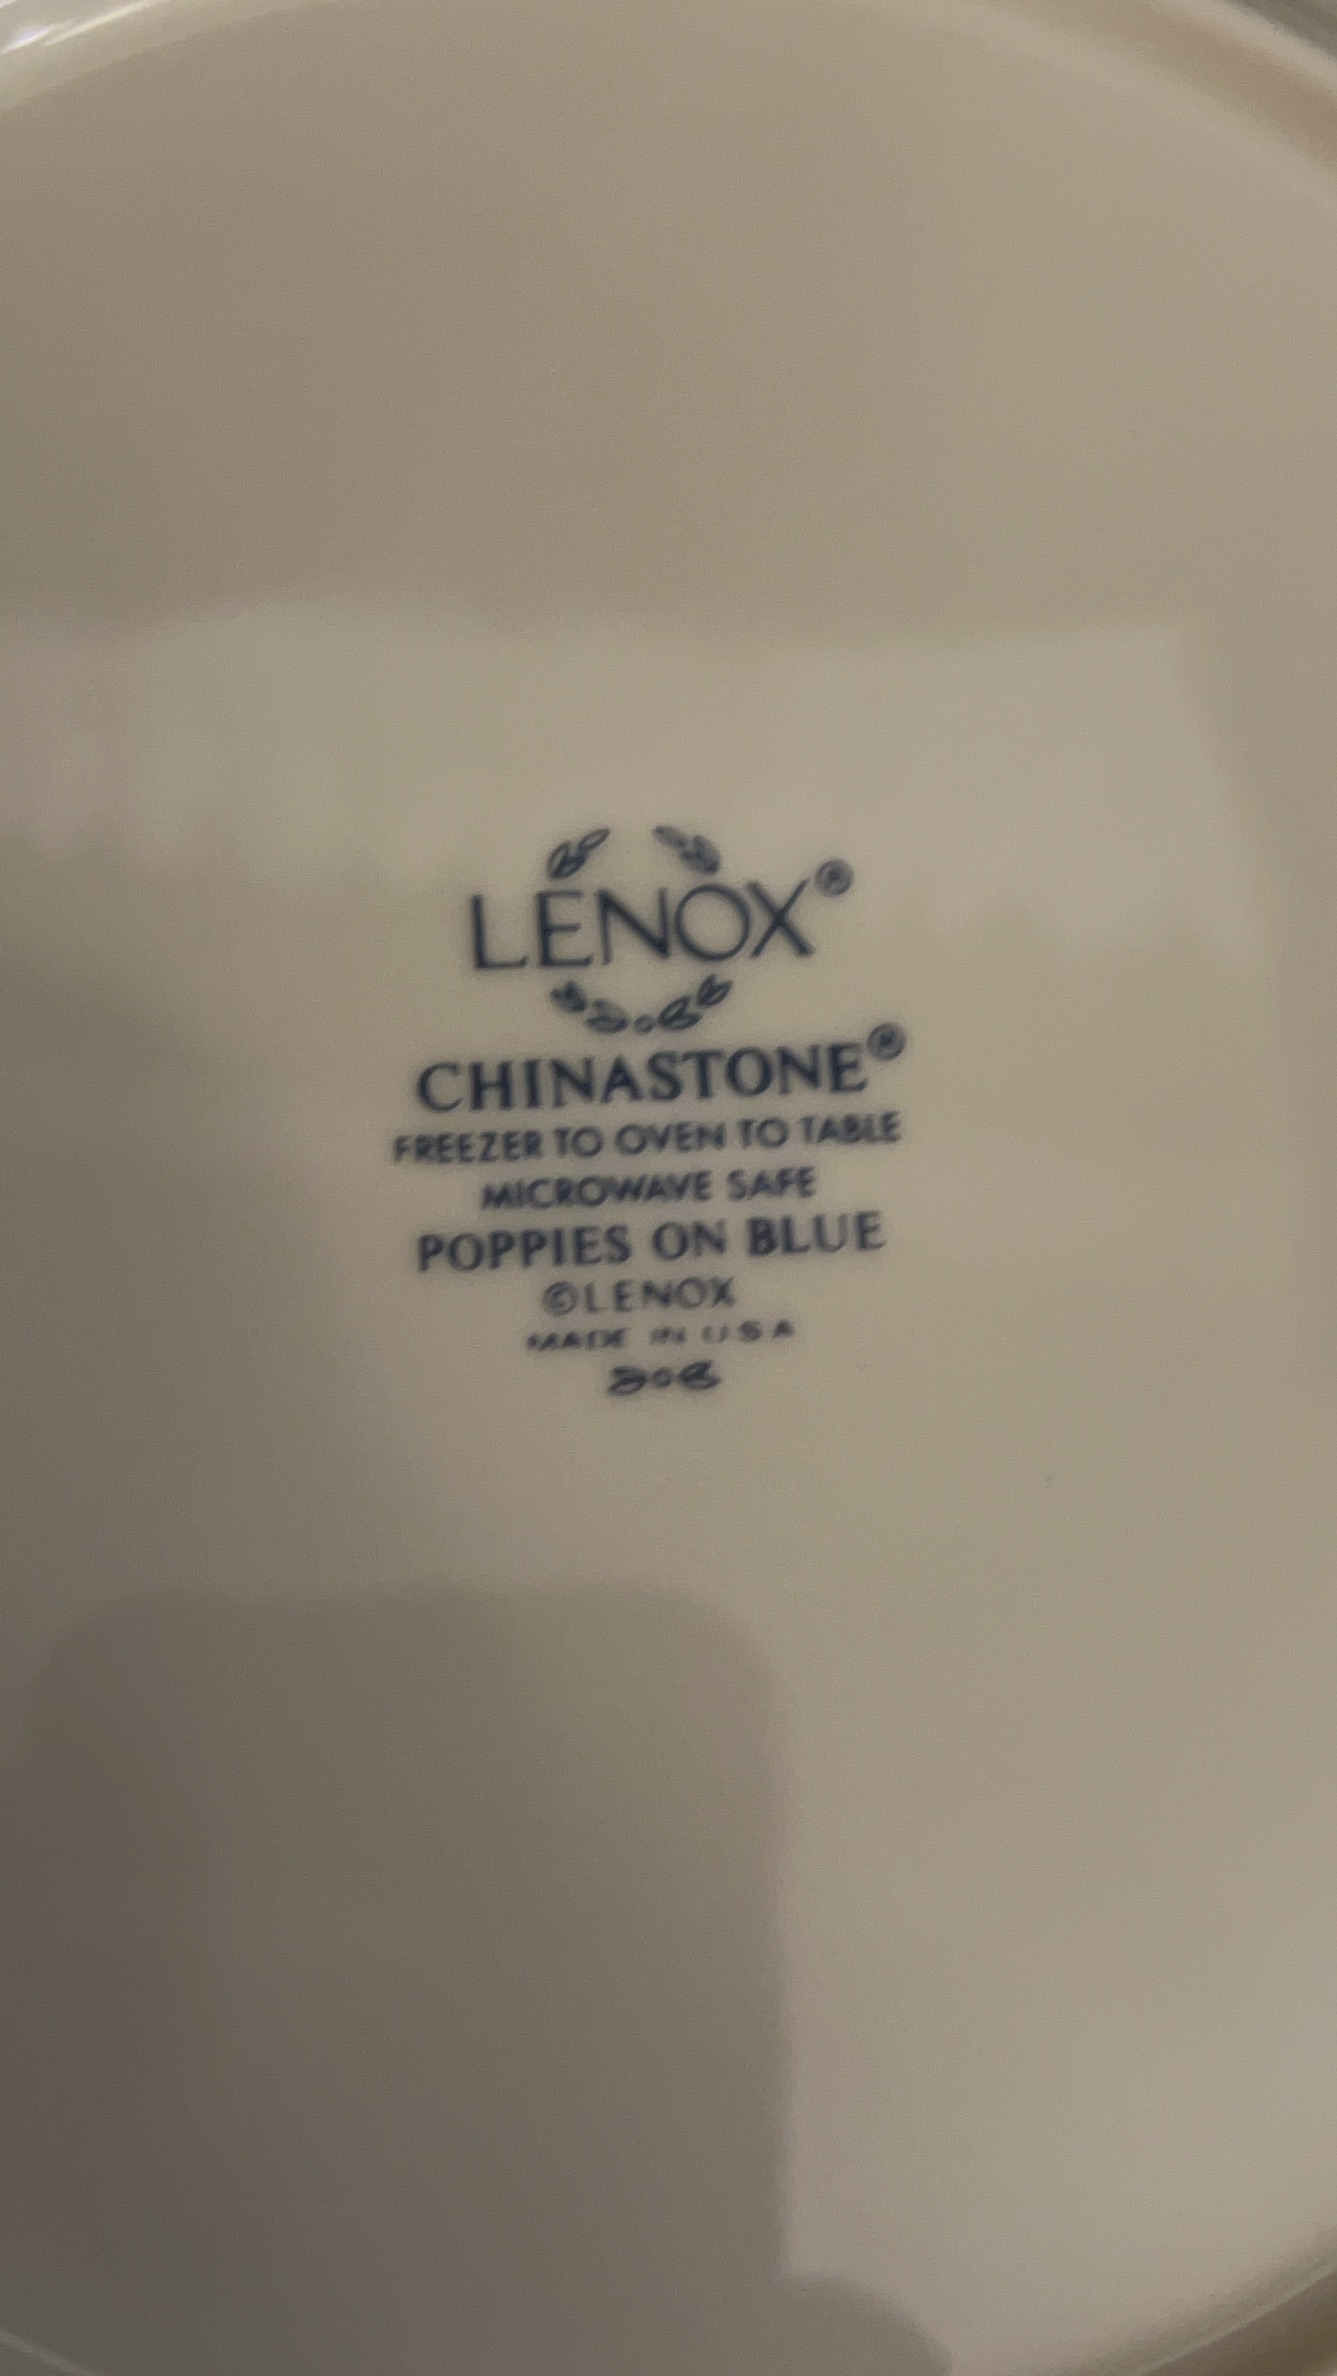 LENOX®
CHINASTONE®
FREEZER TO OVEN TO TABLE
MICROWAVE SAFE
POPPIES ON BLUE
©LENOX
MADE IN USA